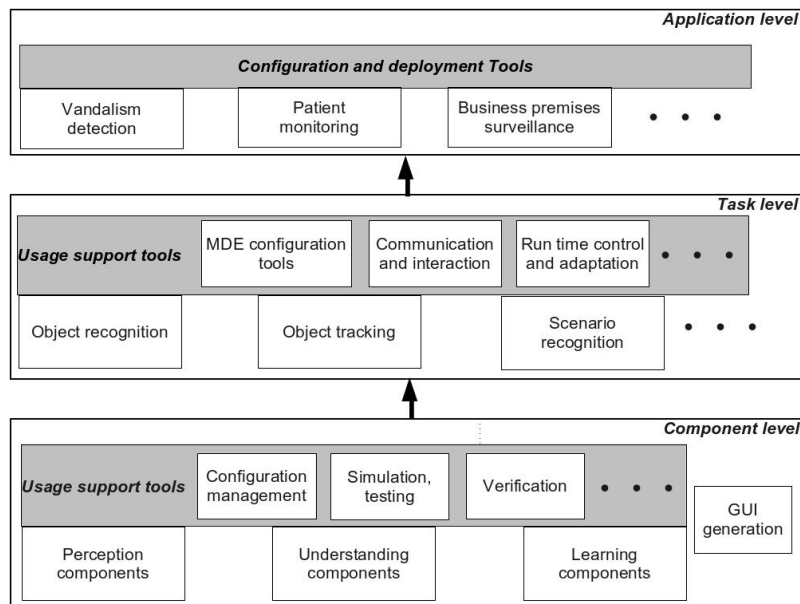 Application level
Configuration and deployment Tools
Vandalism
detection
Patient
monitoring
Business premises
surveillance
Task level
Usage support tools
MDE configuration
tools
Communication
and interaction
Run time control
and adaptation
Object recognition
Object tracking
Scenario
recognition
Component level
Usage support tools
Configuration
management
Simulation,
testing
Verification
GUI
generation
Perception
components
Understanding
components
Learning
components